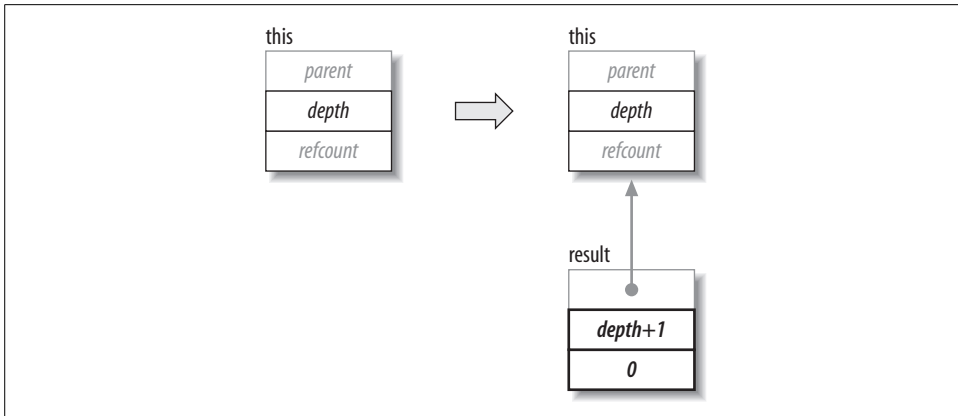 this
parent
depth
refcount
this
parent
depth
refcount
result
depth+1
0